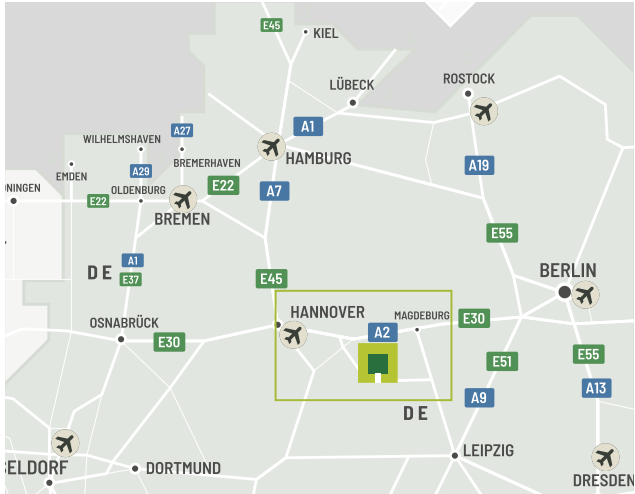 E45
KIEL
LÜBECK
ROSTOCK
A1
A27
WILHELMSHAVEN
BREMERHAVEN
HAMBURG
A29
A19
EMDEN
OLDENBURG
E22
A7
NINGEN
E22
BREMEN
E55
A1
DE
E37
E45
BERLIN
HANNOVER
MAGDEBURG
E30
OSNABRÜCK
A2
E30
E51
E55
A13
A9
DE
LEIPZIG
SELDORF
DORTMUND
DRESDEN